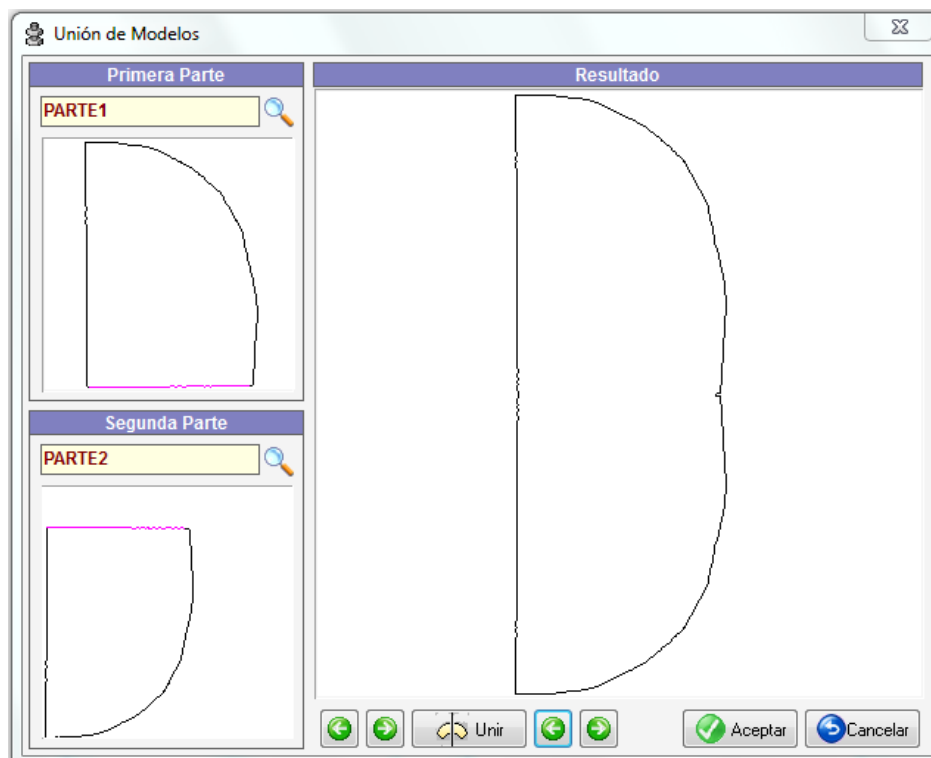 Unión de Modelos
Primera Parte
PARTE1
Segunda Parte
PARTE2
Resultado
Unir
Aceptar
Cancelar